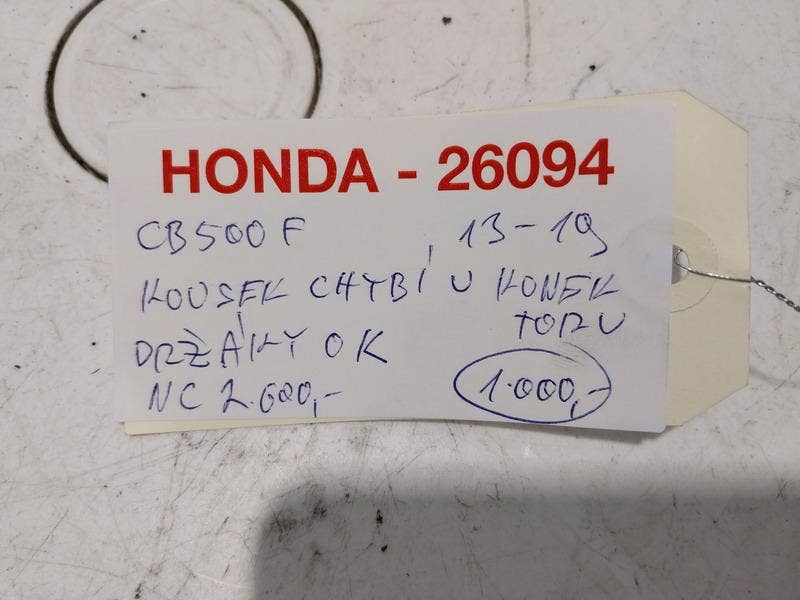 HONDA - 26094
CB500F 13-19
KOUSEK CHYBÍ U KONEK
TORU
DRŽÁKY OK
NC 2.600,- 1.000,-